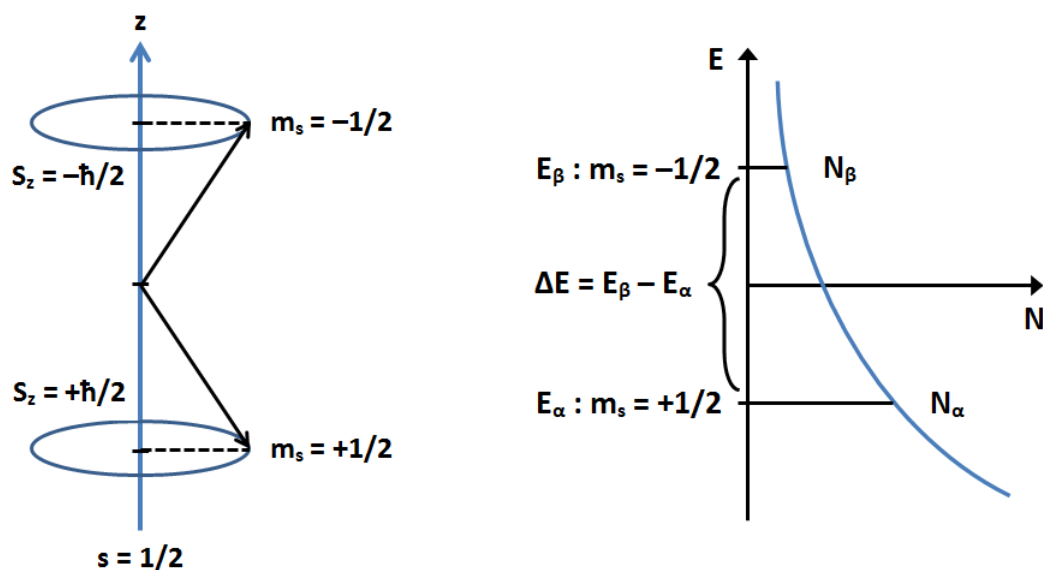 z
mₛ = –1/2
S_z = –ħ/2
S_z = +ħ/2
mₛ = +1/2
s = 1/2
E
E_β : mₛ = –1/2
N_β
ΔE = E_β – E_α
N
E_α : mₛ = +1/2
N_α